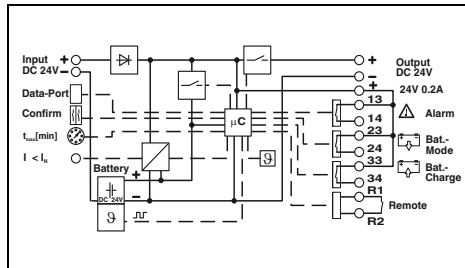 Input
DC 24V
+
−
Data-Port
Confirm
tmax[min]
I < IN
Battery
+
−
DC 24V
ϑ
µC
ϑ
+
−
+
Output
DC 24V
24V 0.2A
13
14
Alarm
23
24
Bat.-
Mode
33
34
Bat.-
Charge
R1
R2
Remote